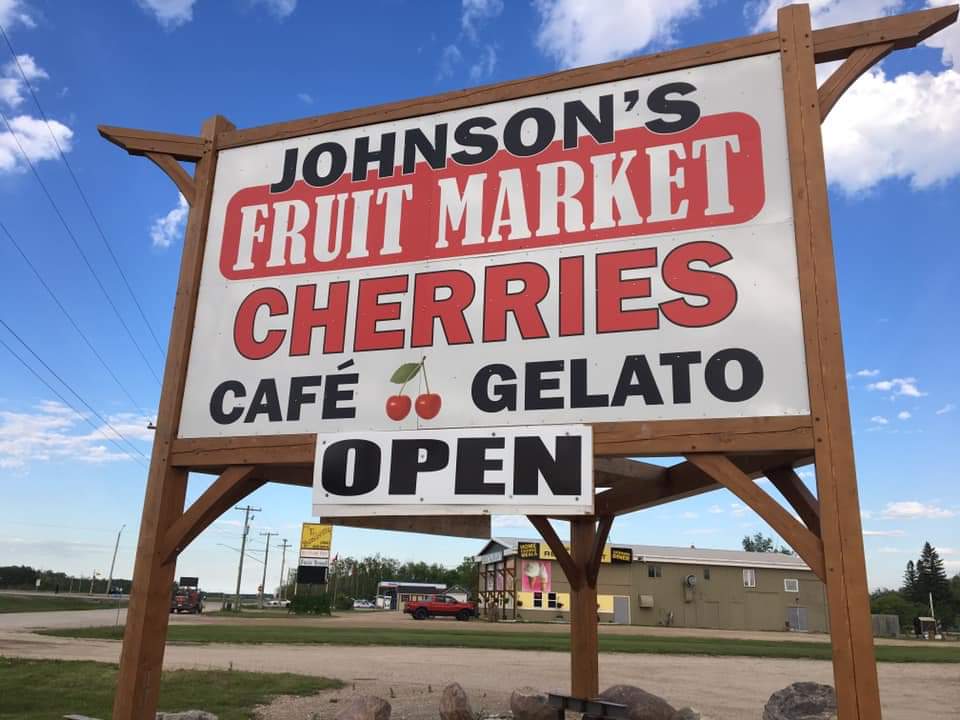 JOHNSON'S
FRUIT MARKET
CHERRIES
CAFÉ GELATO
OPEN